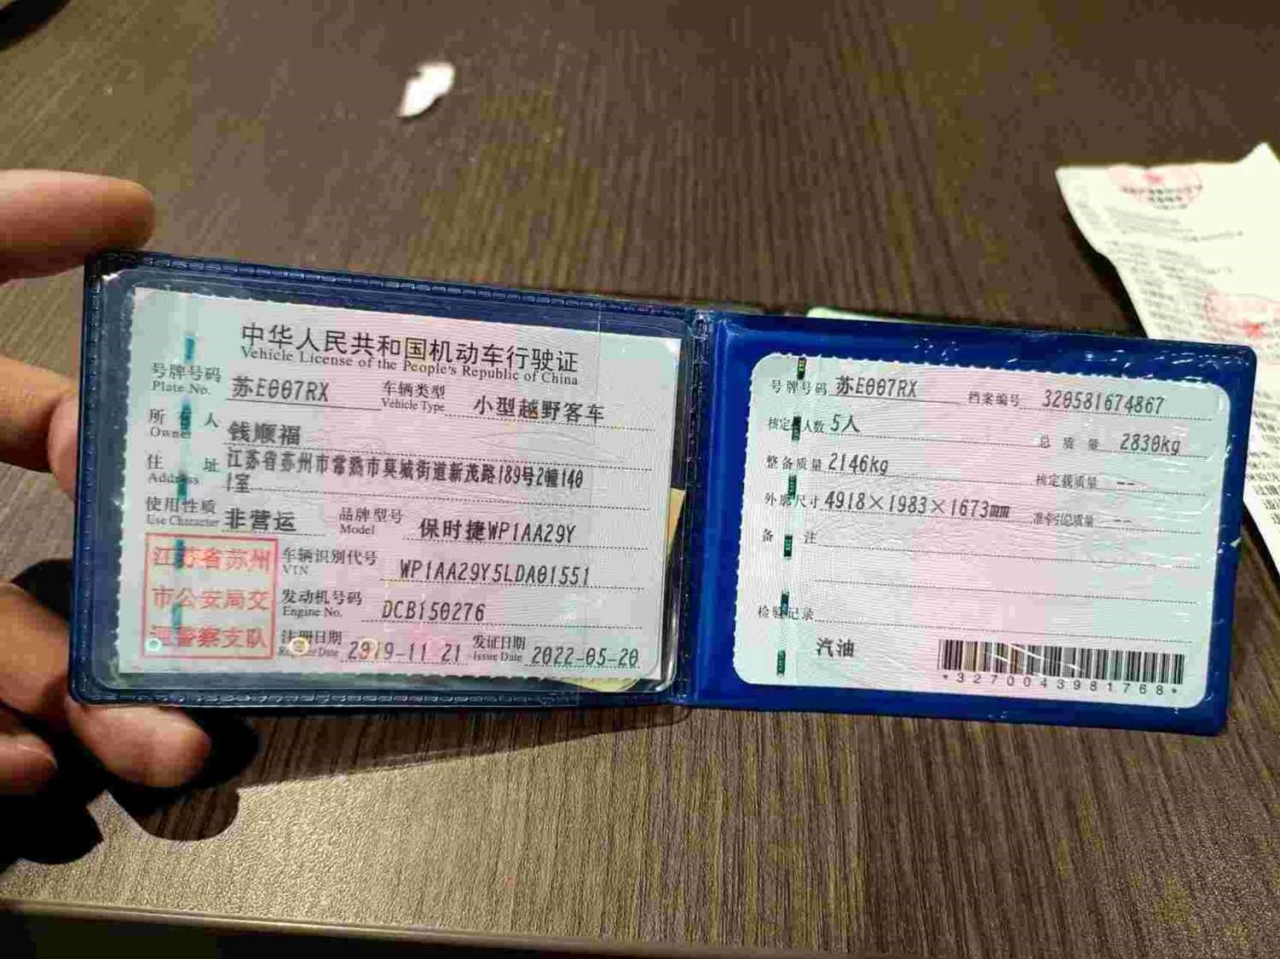 中华人民共和国机动车行驶证
Vehicle License of the People's Republic of China
号牌号码 苏E007RX 车辆类型 小型越野客车
Plate No. Vehicle Type
所有人 钱顺福
Owner
住址 江苏省苏州市常熟市莫城街道新茂路189号2幢140
Address 1室
使用性质 非营运 品牌型号 保时捷WP1AA29Y
Use Character Model
江苏省苏州
市公安局交
通警察支队
车辆识别代号 WP1AA29Y5LDA01551
VIN
发动机号码 DCB150276
Engine No.
注册日期 2019-11-21 发证日期 2022-05-20
Register Date Issue Date
号牌号码 苏E007RX 档案编号 320581674867
核定人数 5人 总质量 2830kg
整备质量 2146kg 核定载质量 --
外廓尺寸 4918×1983×1673mm 准牵引总质量 --
备注
检验记录
汽油
*3270043981768*